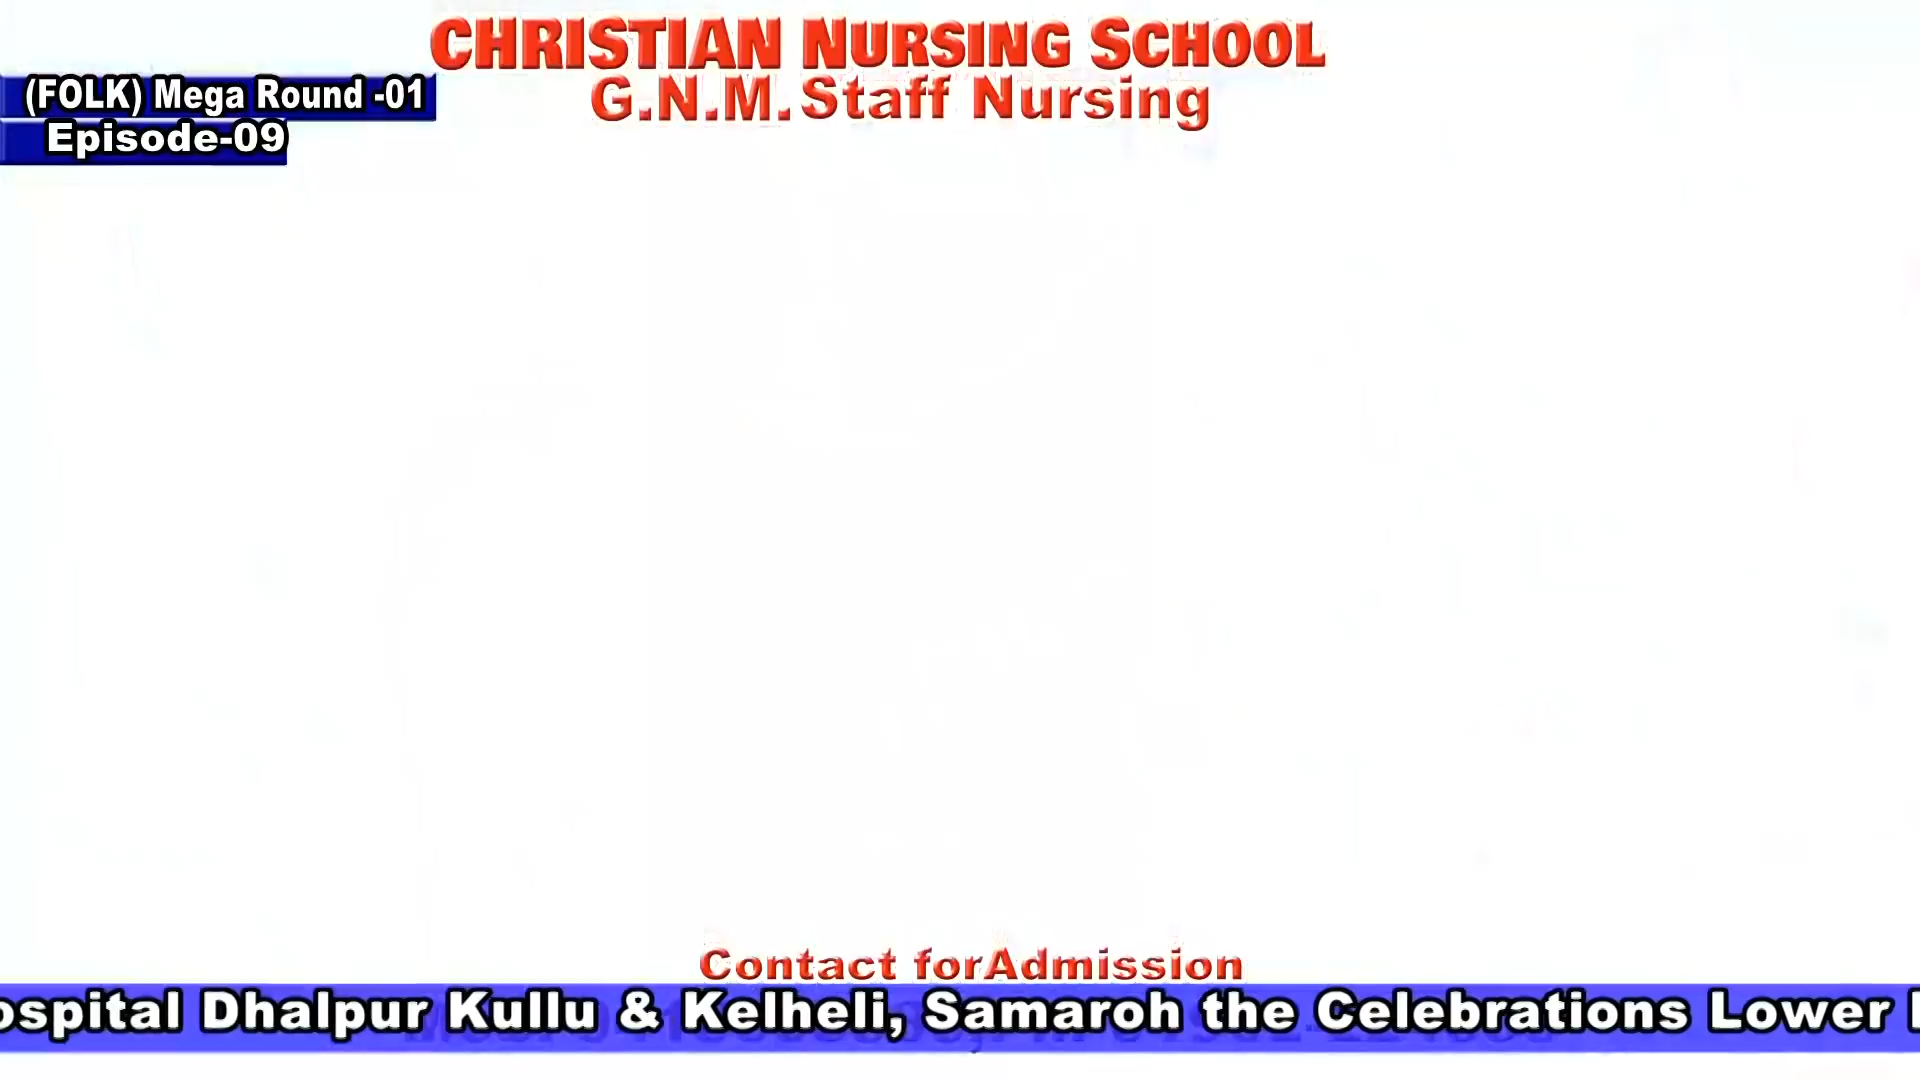 CHRISTIAN NURSING SCHOOL
G.N.M. Staff Nursing
(FOLK) Mega Round -01
Episode-09
Contact forAdmission
ospital Dhalpur Kullu & Kelheli, Samaroh the Celebrations Lower